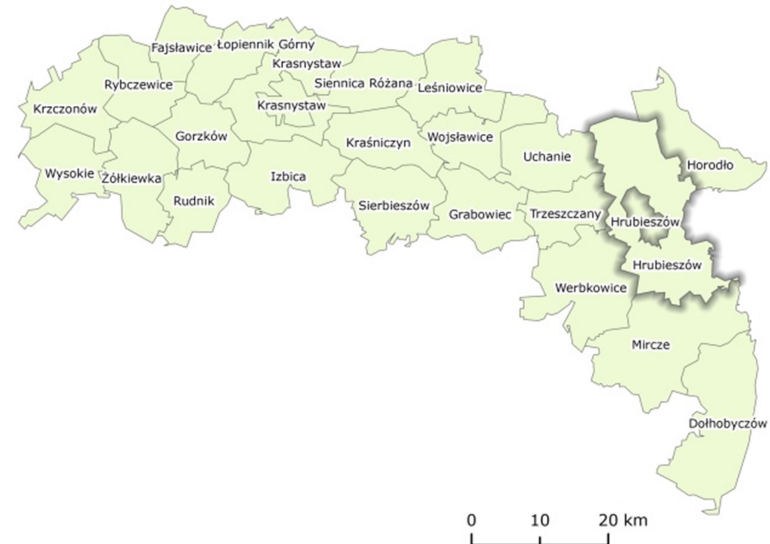 Fajsławice
Łopiennik Górny
Krasnystaw
Rybczewice
Siennica Różana
Leśniowice
Krzczonów
Krasnystaw
Gorzków
Kraśniczyn
Wojsławice
Uchanie
Horodło
Wysokie
Żółkiewka
Izbica
Rudnik
Sierbieszów
Grabowiec
Trzeszczany
Hrubieszów
Hrubieszów
Werbkowice
Mircze
Dołhobyczów
0 10 20 km